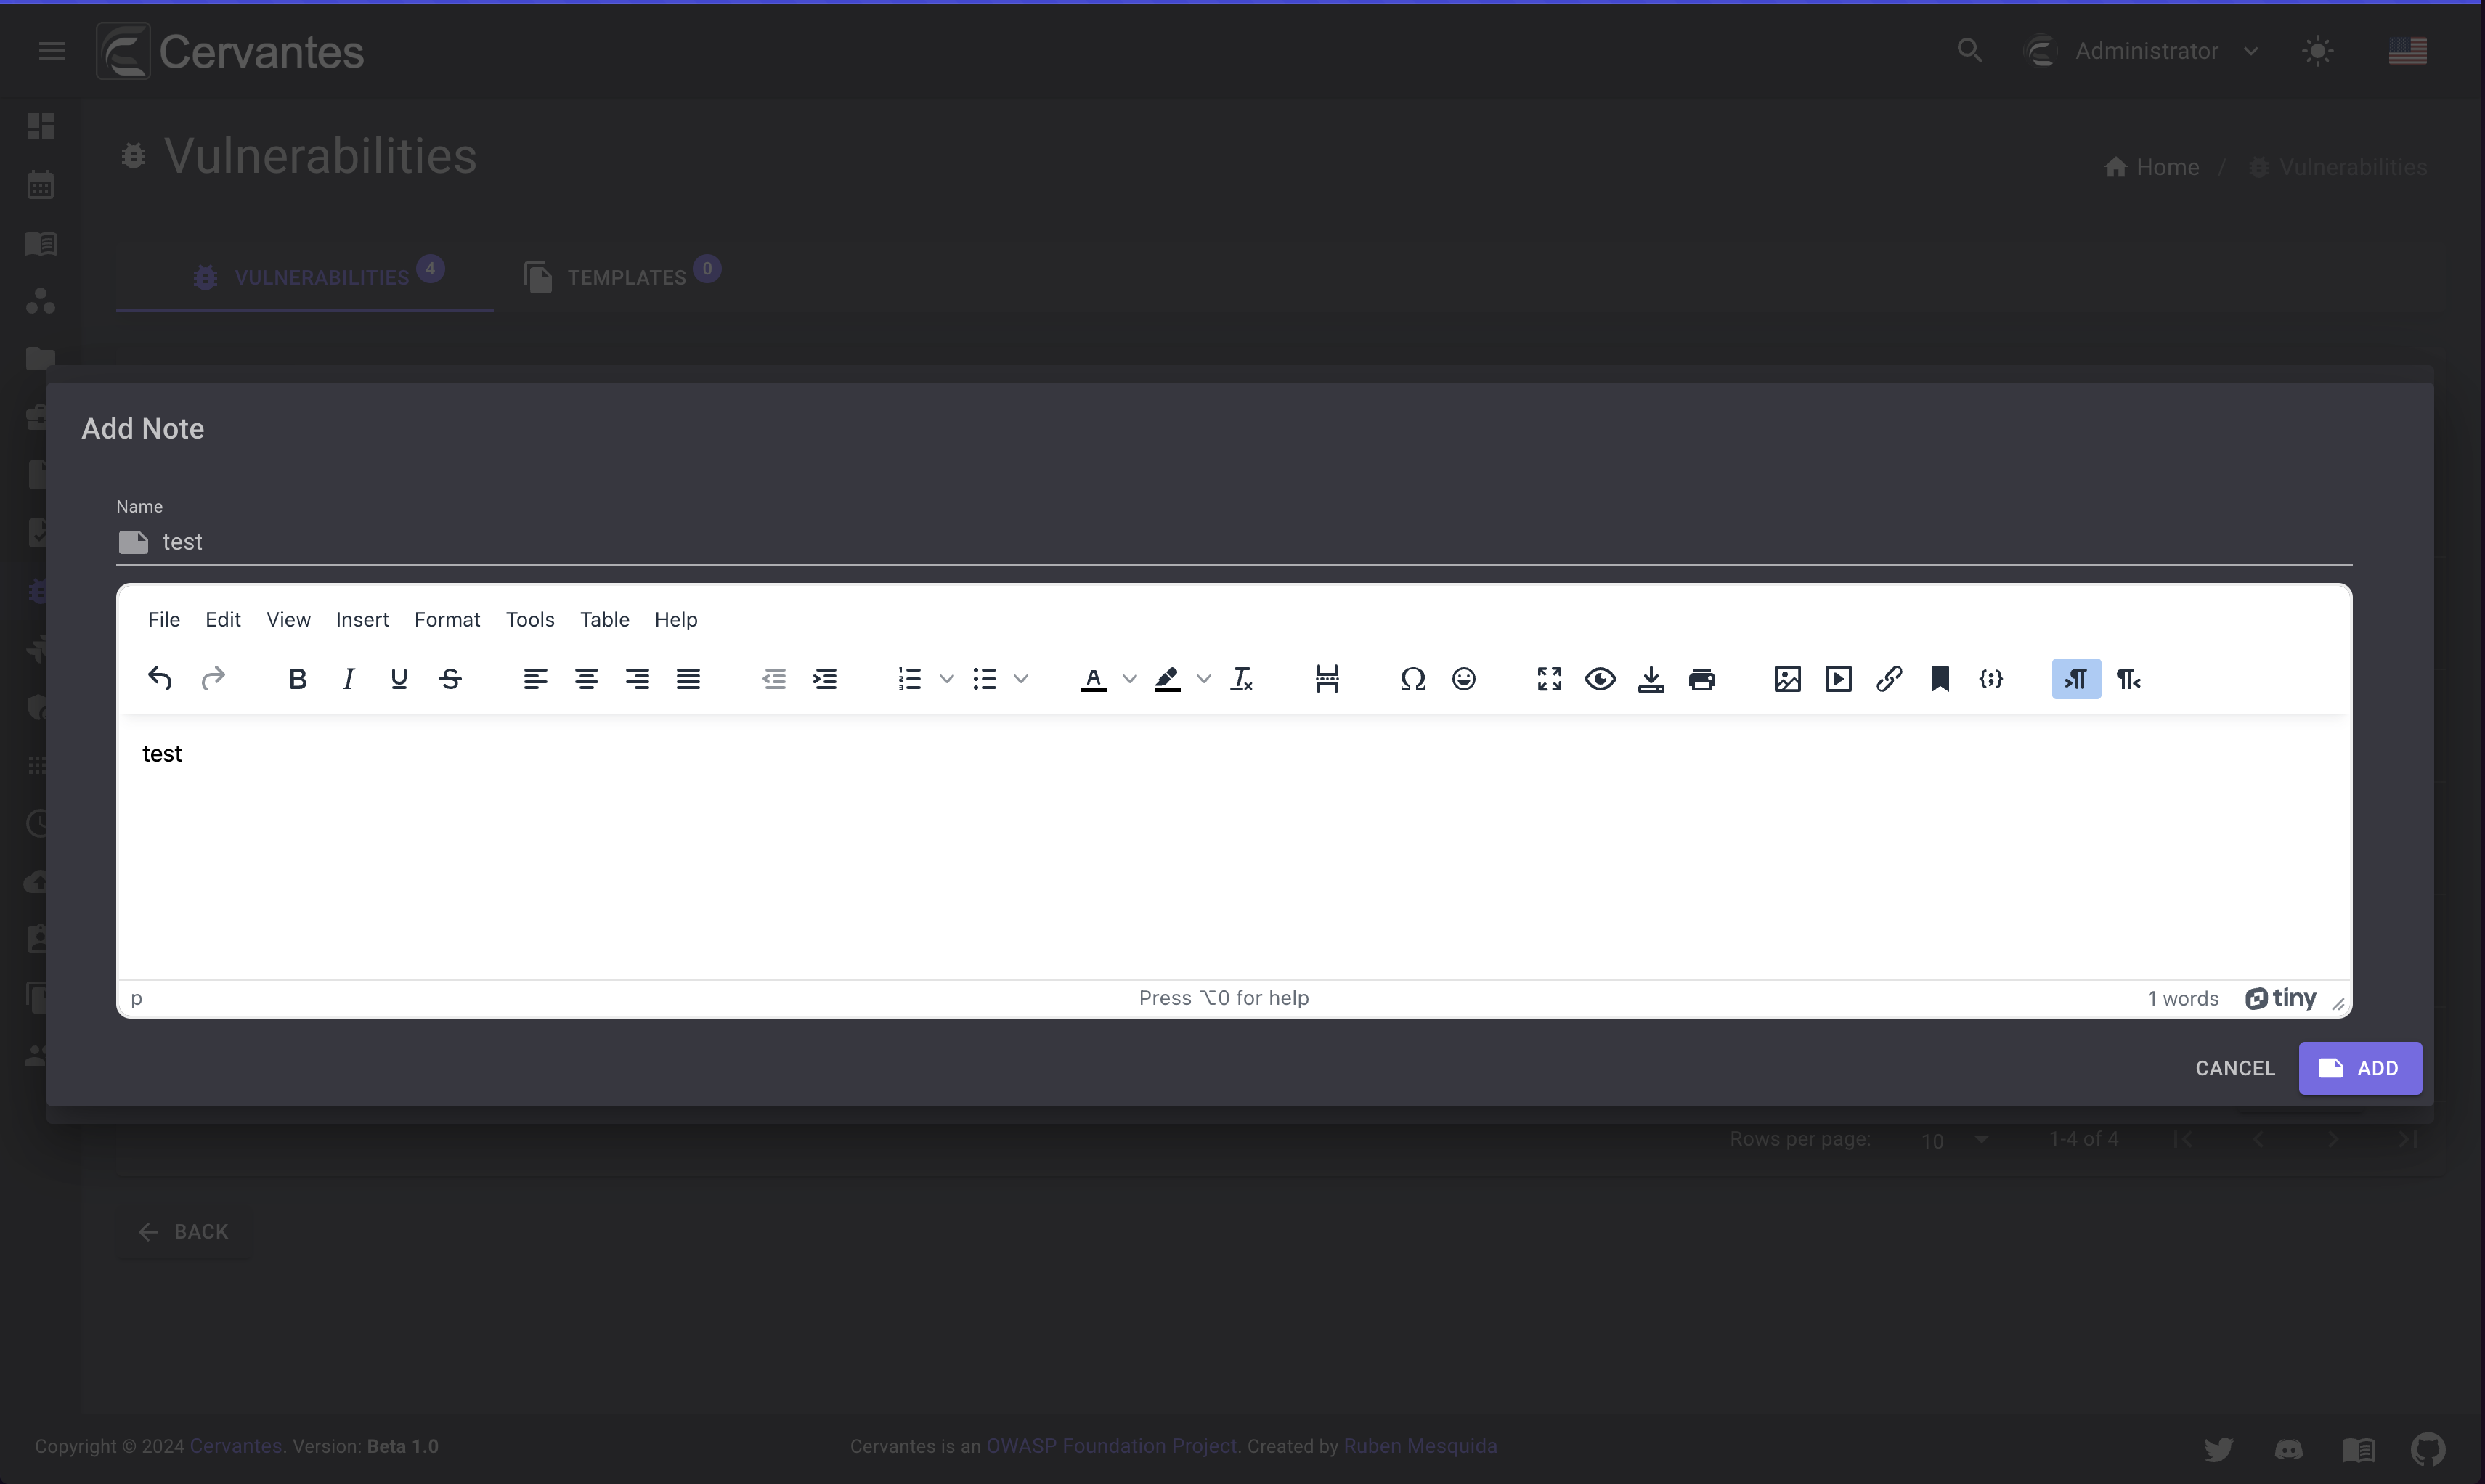 Cervantes
Administrator
Vulnerabilities
Home / Vulnerabilities
VULNERABILITIES 4
TEMPLATES 0
Add Note
Name
test
File Edit View Insert Format Tools Table Help
test
p
Press ⌥0 for help
1 words
tiny
CANCEL
ADD
Rows per page: 10 1-4 of 4
BACK
Copyright © 2024 Cervantes. Version: Beta 1.0
Cervantes is an OWASP Foundation Project. Created by Ruben Mesquida